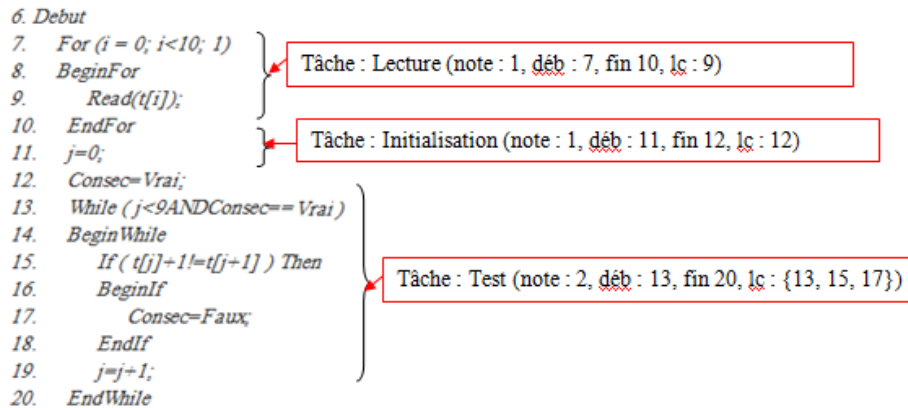 6. Debut
7. For (i = 0; i<10; 1)
8. BeginFor
9. Read(t[i]);
10. EndFor
11. j=0;
12. Consec=Vrai;
13. While ( j<9ANDConsec==Vrai )
14. BeginWhile
15. If ( t[j]+1!=t[j+1] ) Then
16. BeginIf
17. Consec=Faux;
18. EndIf
19. j=j+1;
20. EndWhile
Tâche : Lecture (note : 1, déb : 7, fin 10, lc : 9)
Tâche : Initialisation (note : 1, déb : 11, fin 12, lc : 12)
Tâche : Test (note : 2, déb : 13, fin 20, lc : {13, 15, 17})